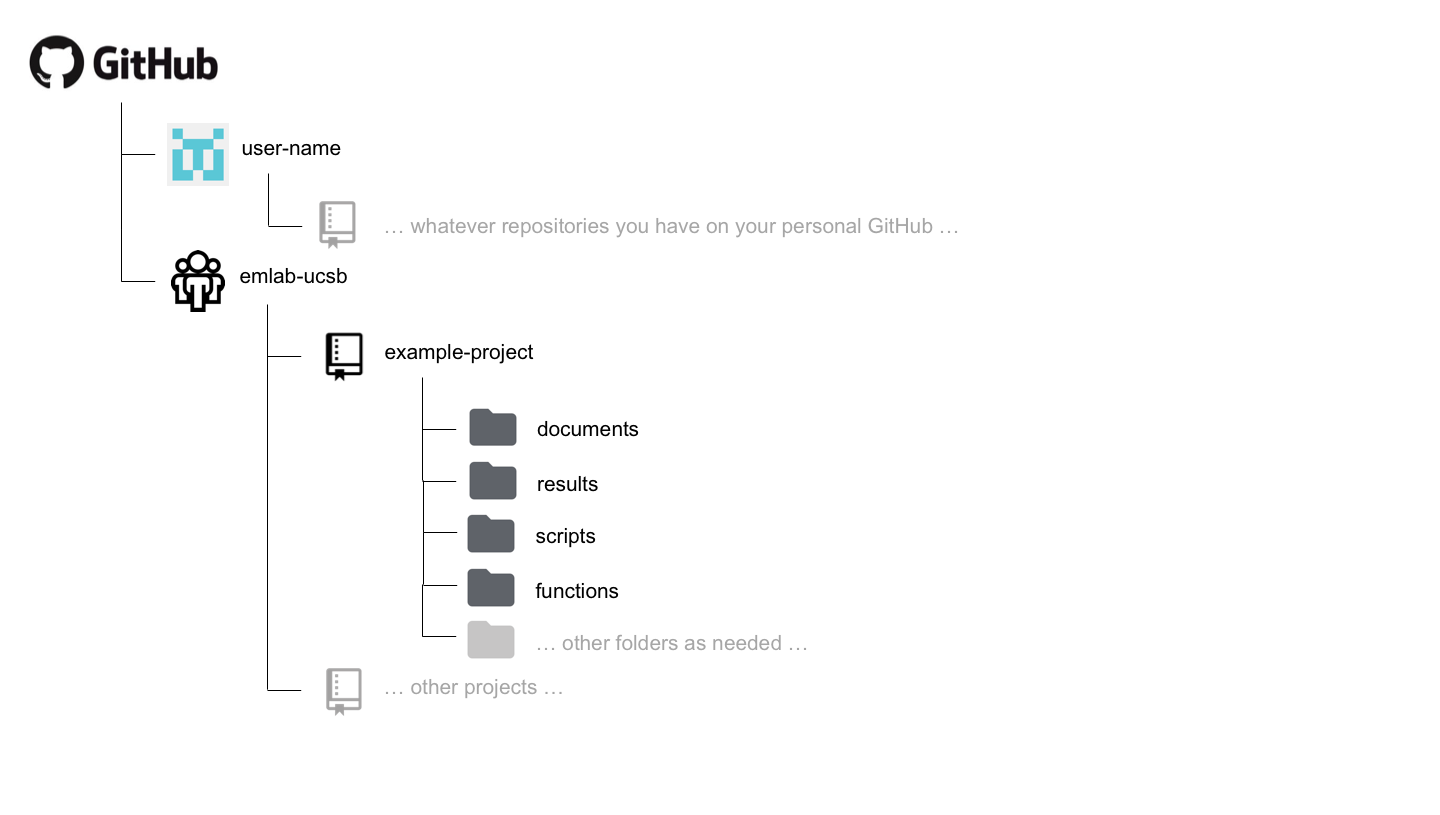 GitHub
user-name
… whatever repositories you have on your personal GitHub …
emlab-ucsb
example-project
documents
results
scripts
functions
… other folders as needed …
… other projects …